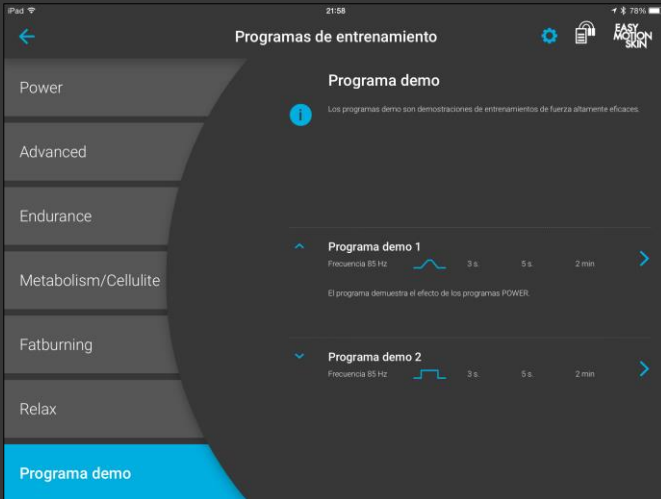 iPad 21:58 78%
Programas de entrenamiento
EASY MOTION SKIN
Power
Advanced
Endurance
Metabolism/Cellulite
Fatburning
Relax
Programa demo
Programa demo
i
Los programas demo son demostraciones de entrenamientos de fuerza altamente eficaces.
Programa demo 1
Frecuencia 85 Hz 3 s. 5 s. 2 min
El programa demuestra el efecto de los programas POWER.
Programa demo 2
Frecuencia 85 Hz 3 s. 5 s. 2 min